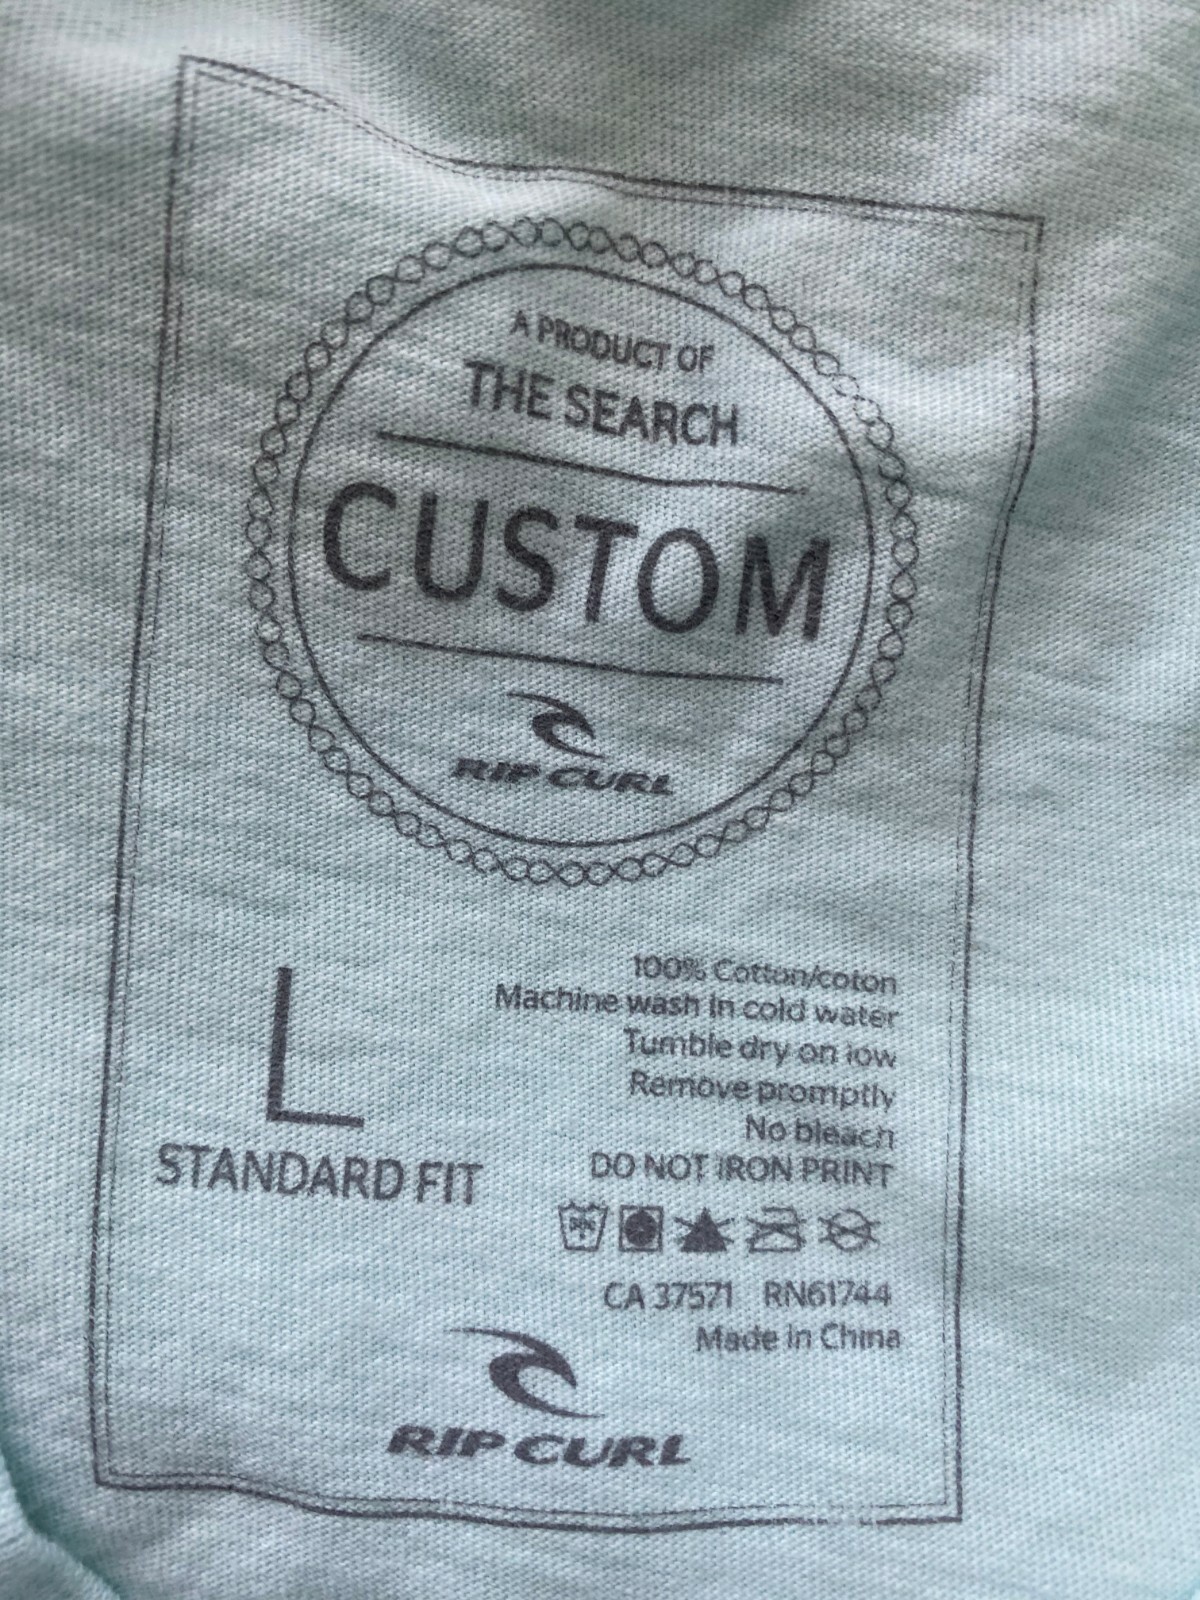 A PRODUCT OF
THE SEARCH
CUSTOM
RIP CURL
L
STANDARD FIT
100% Cotton/coton
Machine wash in cold water
Tumble dry on low
Remove promptly
No bleach
DO NOT IRON PRINT
CA 37571 RN61744
Made in China
RIP CURL